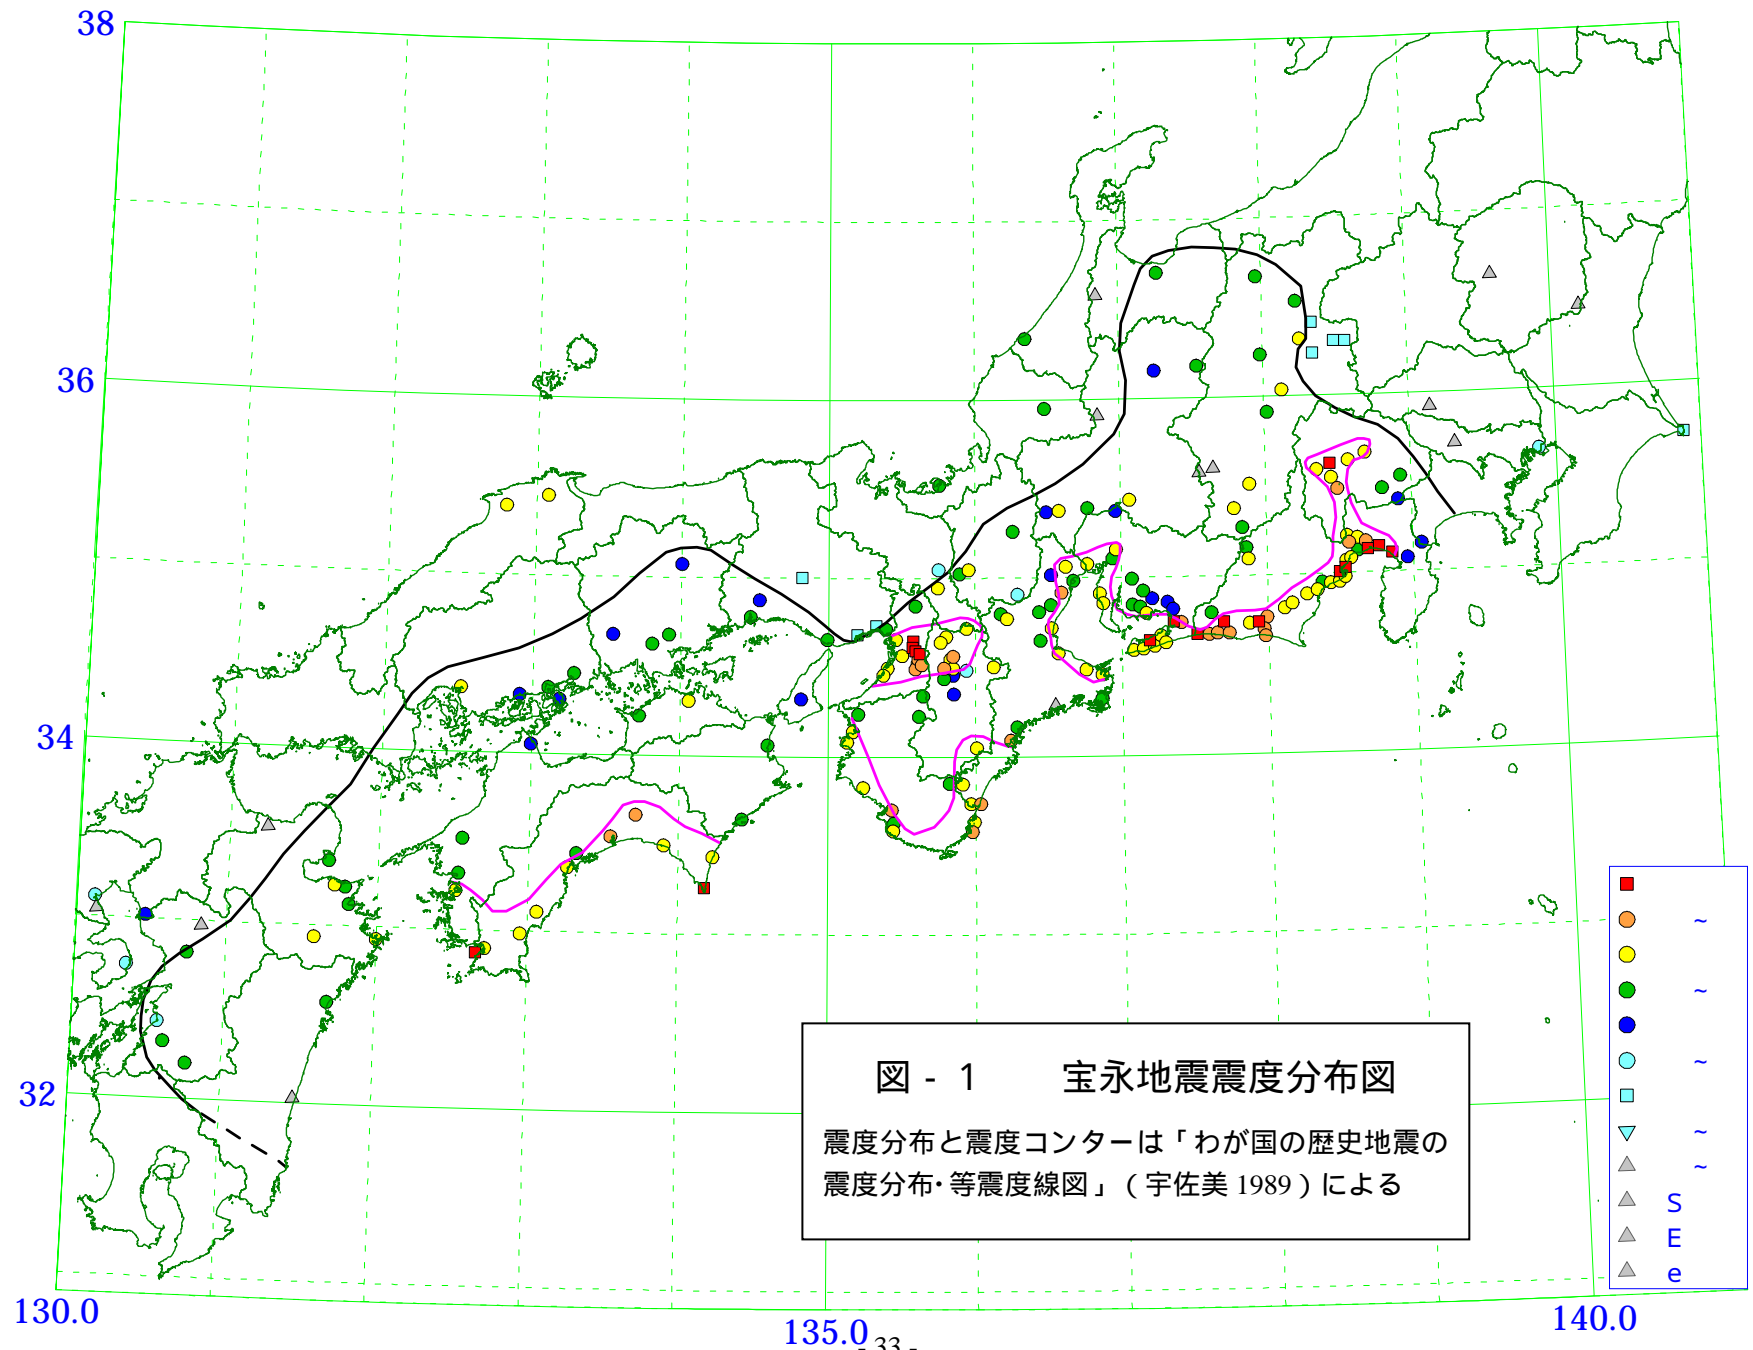 38
36
34
32
130.0
135.0
140.0
図 - 1　　宝永地震震度分布図
震度分布と震度コンターは「わが国の歴史地震の
震度分布･等震度線図」(宇佐美 1989)による
~
~
~
~
~
S
E
e
- 33 -